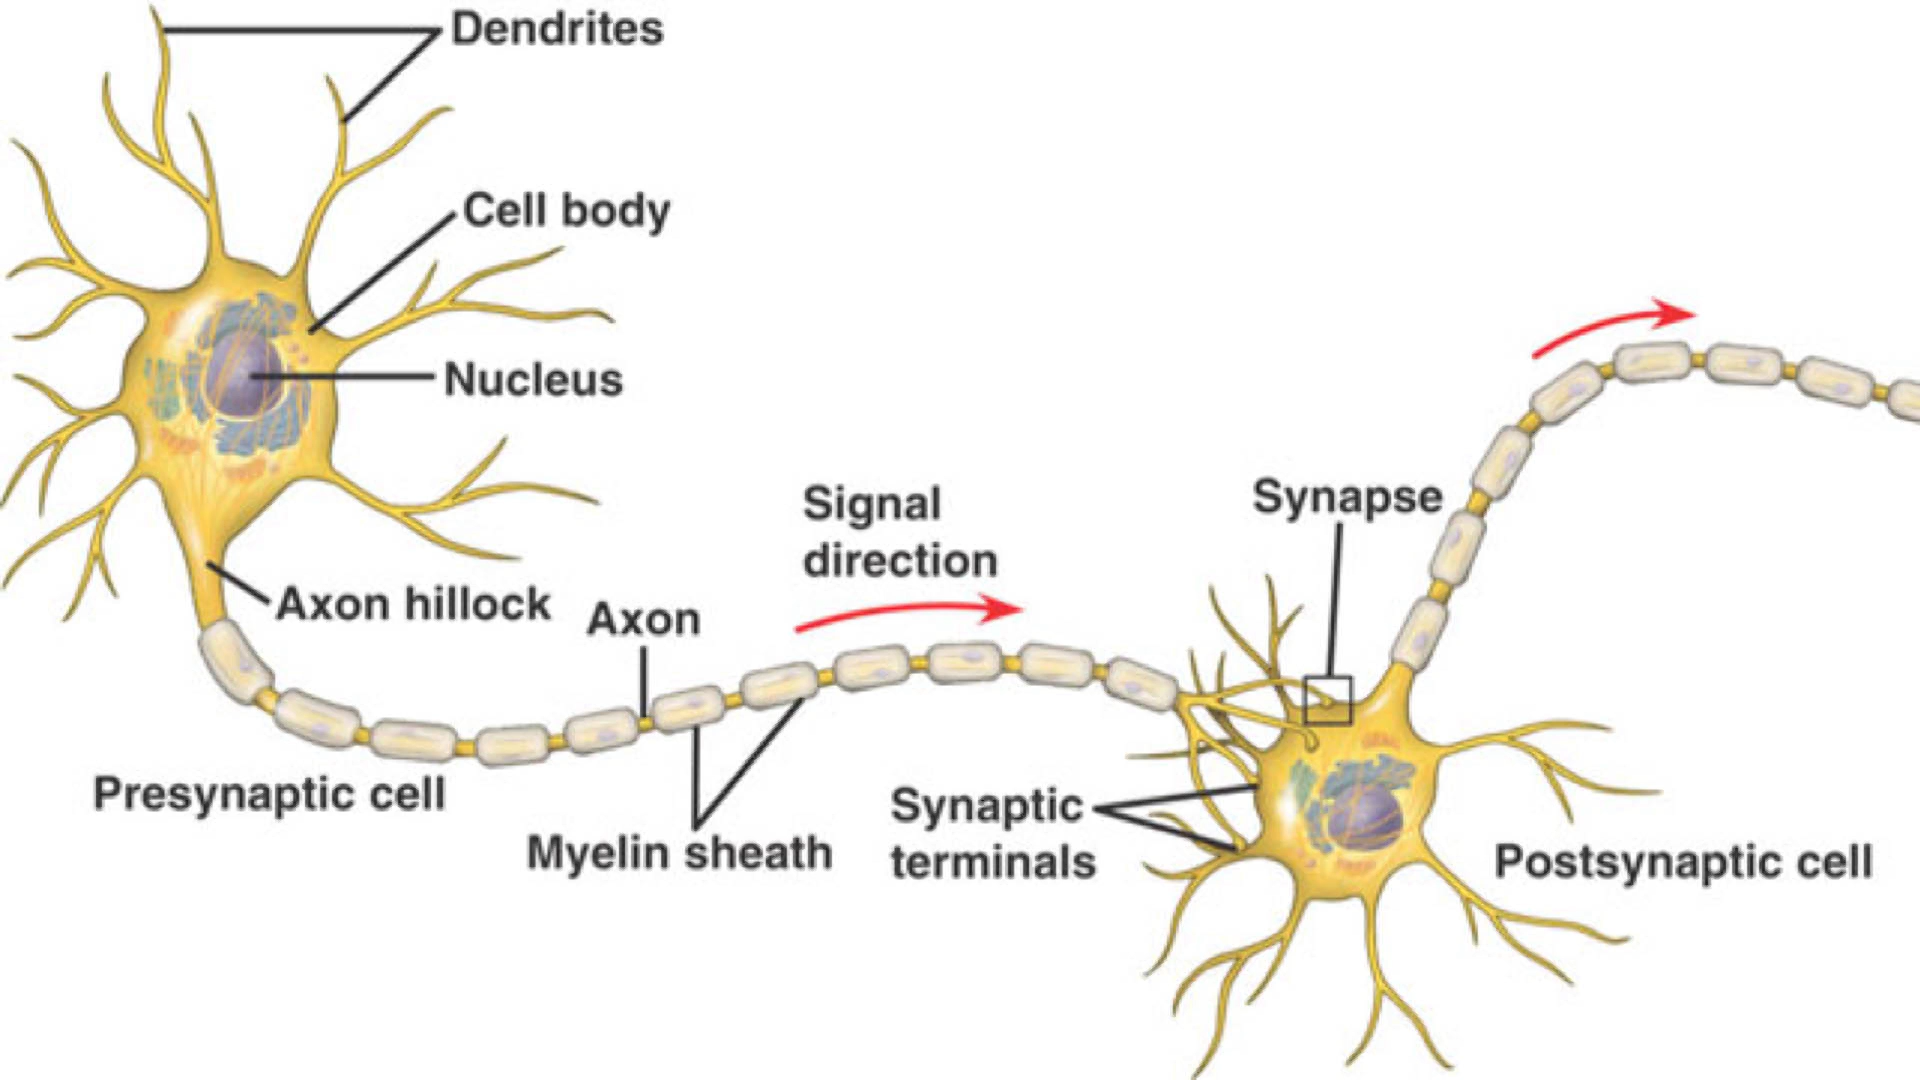 Dendrites
Cell body
Nucleus
Axon hillock
Axon
Signal
direction
Synapse
Presynaptic cell
Myelin sheath
Synaptic
terminals
Postsynaptic cell